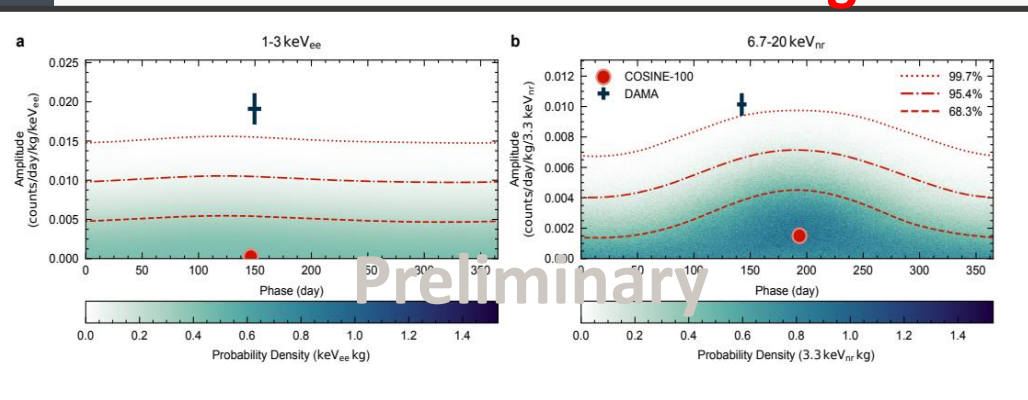 g
a
1-3 keVee
b
6.7-20 keVnr
Amplitude
(counts/day/kg/keVee)
0.025
0.020
0.015
0.010
0.005
0.000
0 50 100 150 200 250 300 350
Phase (day)
0.0 0.2 0.4 0.6 0.8 1.0 1.2 1.4
Probability Density (keVee kg)
Amplitude
(counts/day/kg/3.3 keVnr)
0.012
0.010
0.008
0.006
0.004
0.002
0.000
COSINE-100
DAMA
99.7%
95.4%
68.3%
0 50 100 150 200 250 300 350
Phase (day)
0.0 0.2 0.4 0.6 0.8 1.0 1.2 1.4
Probability Density (3.3 keVnr kg)
Preliminary